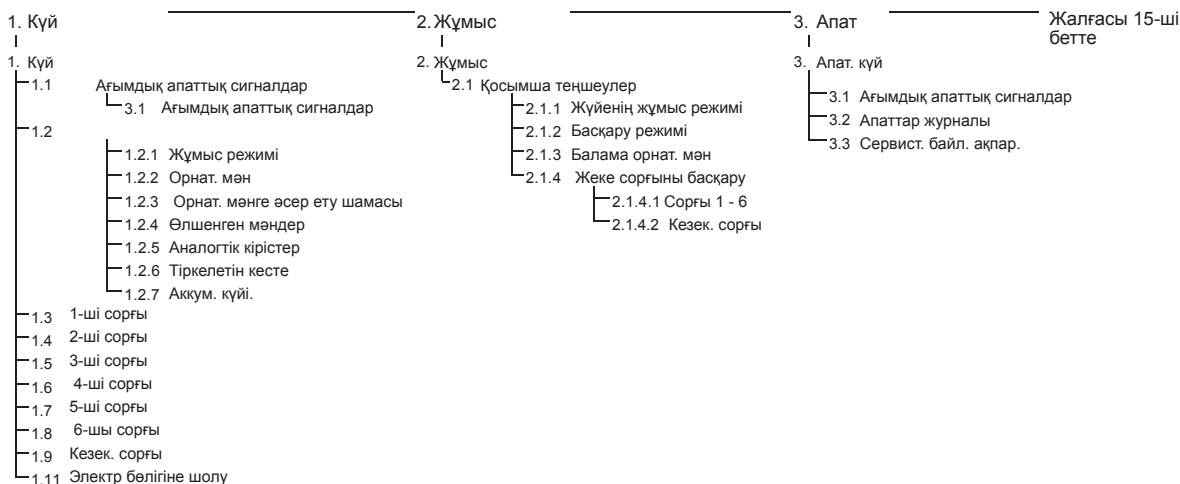 1. Күй
2. Жұмыс
3. Апат
Жалғасы 15-ші
бетте
1. Күй
1.1 Ағымдық апаттық сигналдар
3.1 Ағымдық апаттық сигналдар
1.2
1.2.1 Жұмыс режимі
1.2.2 Орнат. мән
1.2.3 Орнат. мәнге әсер ету шамасы
1.2.4 Өлшенген мәндер
1.2.5 Аналогтік кірістер
1.2.6 Тіркелетін кесте
1.2.7 Аккум. күйі.
1.3 1-ші сорғы
1.4 2-ші сорғы
1.5 3-ші сорғы
1.6 4-ші сорғы
1.7 5-ші сорғы
1.8 6-шы сорғы
1.9 Кезек. сорғы
1.11 Электр бөлігіне шолу
2. Жұмыс
2.1 Қосымша теңшеулер
2.1.1 Жүйенің жұмыс режимі
2.1.2 Басқару режимі
2.1.3 Балама орнат. мән
2.1.4 Жеке сорғыны басқару
2.1.4.1 Сорғы 1 - 6
2.1.4.2 Кезек. сорғы
3. Апат. күй
3.1 Ағымдық апаттық сигналдар
3.2 Апаттар журналы
3.3 Сервист. байл. ақпар.